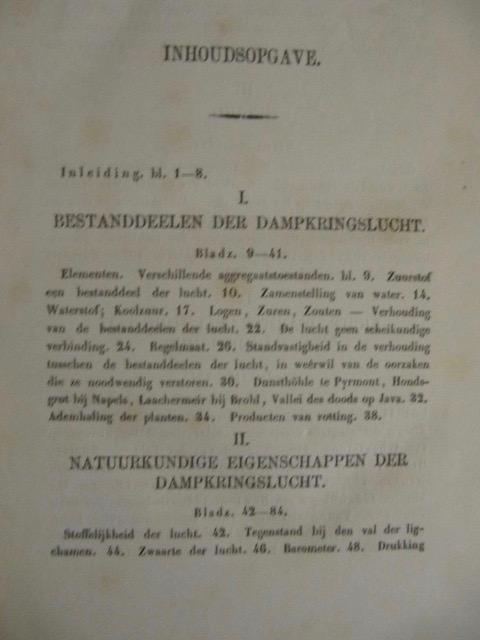 INHOUDSOPGAVE.
Inleiding. bl. 1—8.
I.
BESTANDDEELEN DER DAMPKRINGSLUCHT.
Bladz. 9—41.
Elementen. Verschillende aggregaatstoestanden. bl. 9. Zuurstof
een bestanddeel der lucht. 10. Zamenstelling van water. 14.
Waterstof; Koolzuur. 17. Logen, Zuren, Zouten — Verhouding
van de bestanddeelen der lucht. 22. De lucht geen scheikundige
verbinding. 24. Regelmaat. 26. Standvastigheid in de verhouding
tusschen de bestanddeelen der lucht, in weêrwil van de oorzaken
die ze noodwendig verstoren. 30. Dunsthöhle te Pyrmont, Honds-
grot bij Napels, Laachermeir bij Brohl, Vallei des doods op Java. 32.
Ademhaling der planten. 34. Producten van rotting. 38.
II.
NATUURKUNDIGE EIGENSCHAPPEN DER
DAMPKRINGSLUCHT.
Bladz. 42—84.
Stoffelijkheid der lucht. 42. Tegenstand bij den val der lig-
chamen. 44. Zwaarte der lucht. 46. Barometer. 48. Drukking